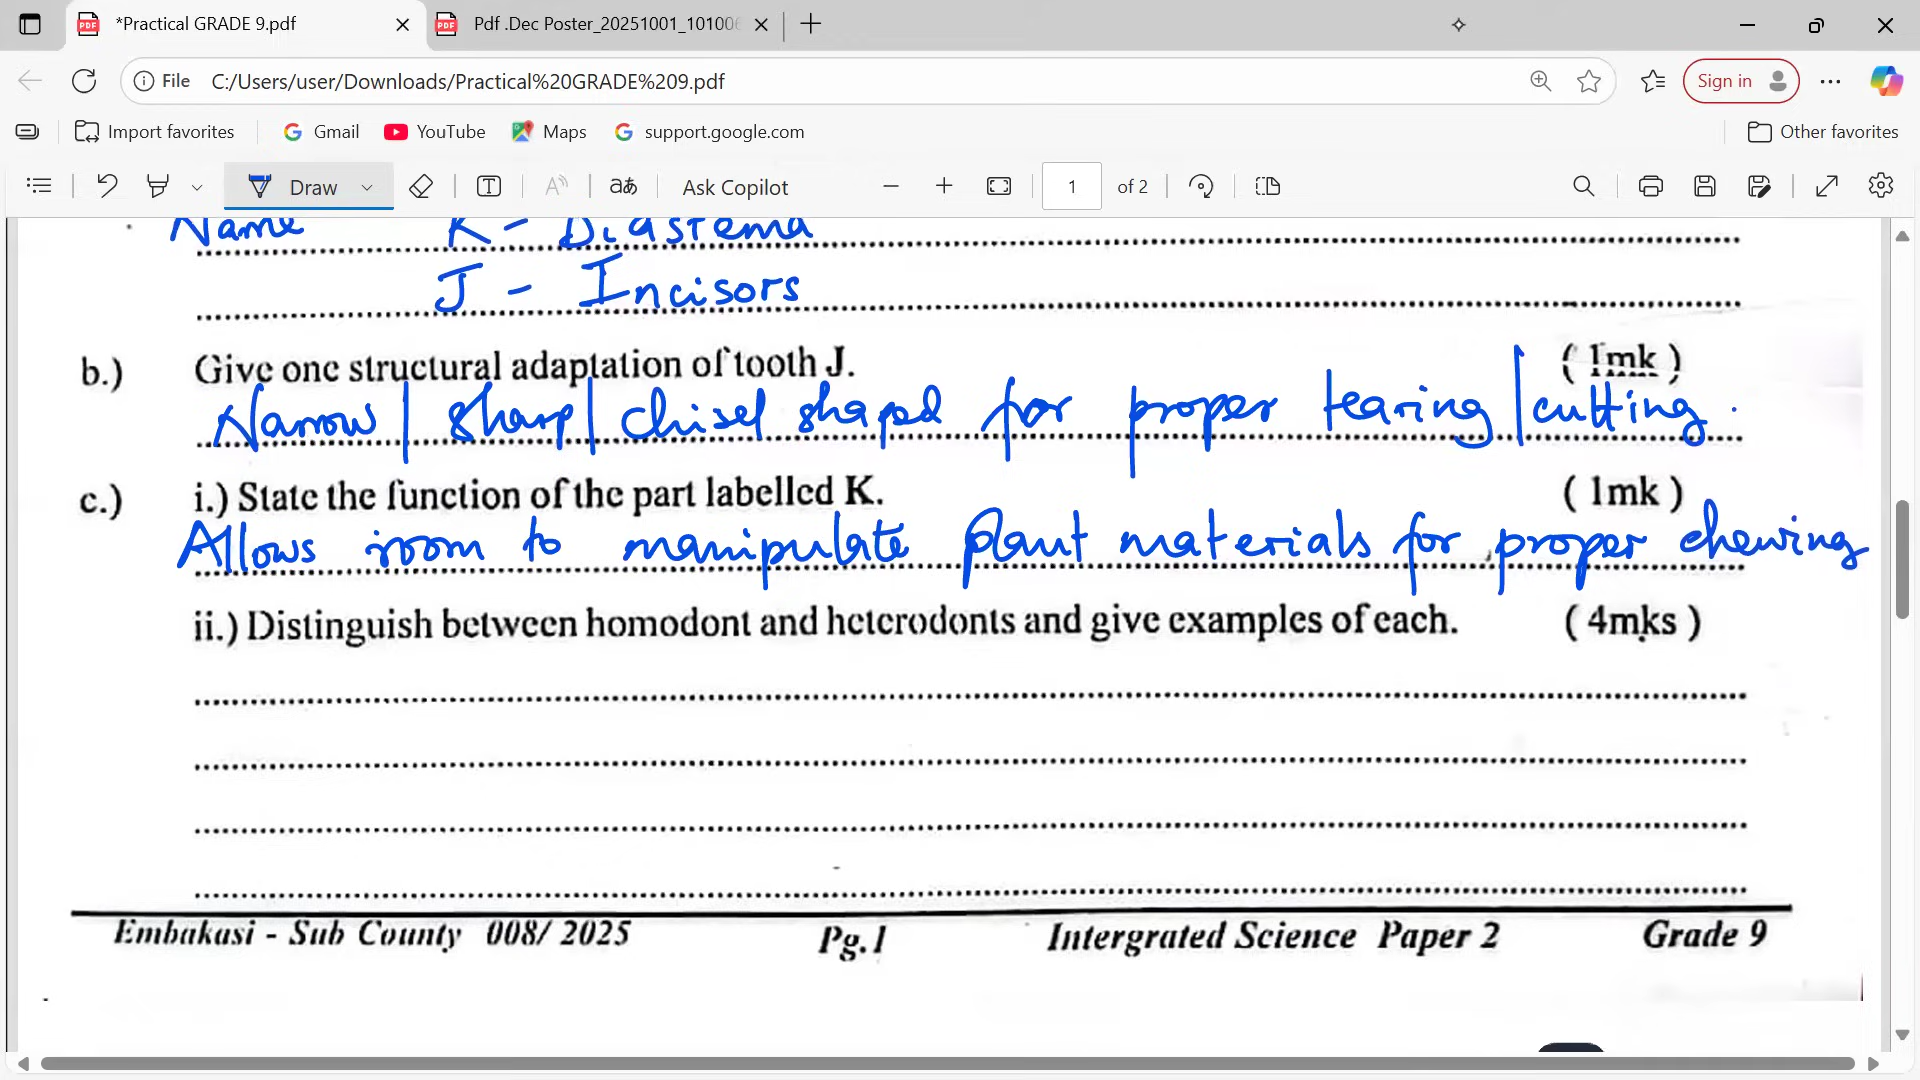 *Practical GRADE 9.pdf
Pdf .Dec Poster_20251001_10100
File C:/Users/user/Downloads/Practical%20GRADE%209.pdf
Sign in
Import favorites Gmail YouTube Maps support.google.com Other favorites
Draw Ask Copilot 1 of 2
Name K - Diastema
J - Incisors
b.) Give one structural adaptation of tooth J. ( 1mk )
Narrow | sharp | chisel shaped for proper tearing | cutting.
c.) i.) State the function of the part labelled K. ( 1mk )
Allows room to manipulate plant materials for proper chewing
ii.) Distinguish between homodont and heterodonts and give examples of each. ( 4mks )
Embakasi - Sub County 008/ 2025 Pg.1 Intergrated Science Paper 2 Grade 9